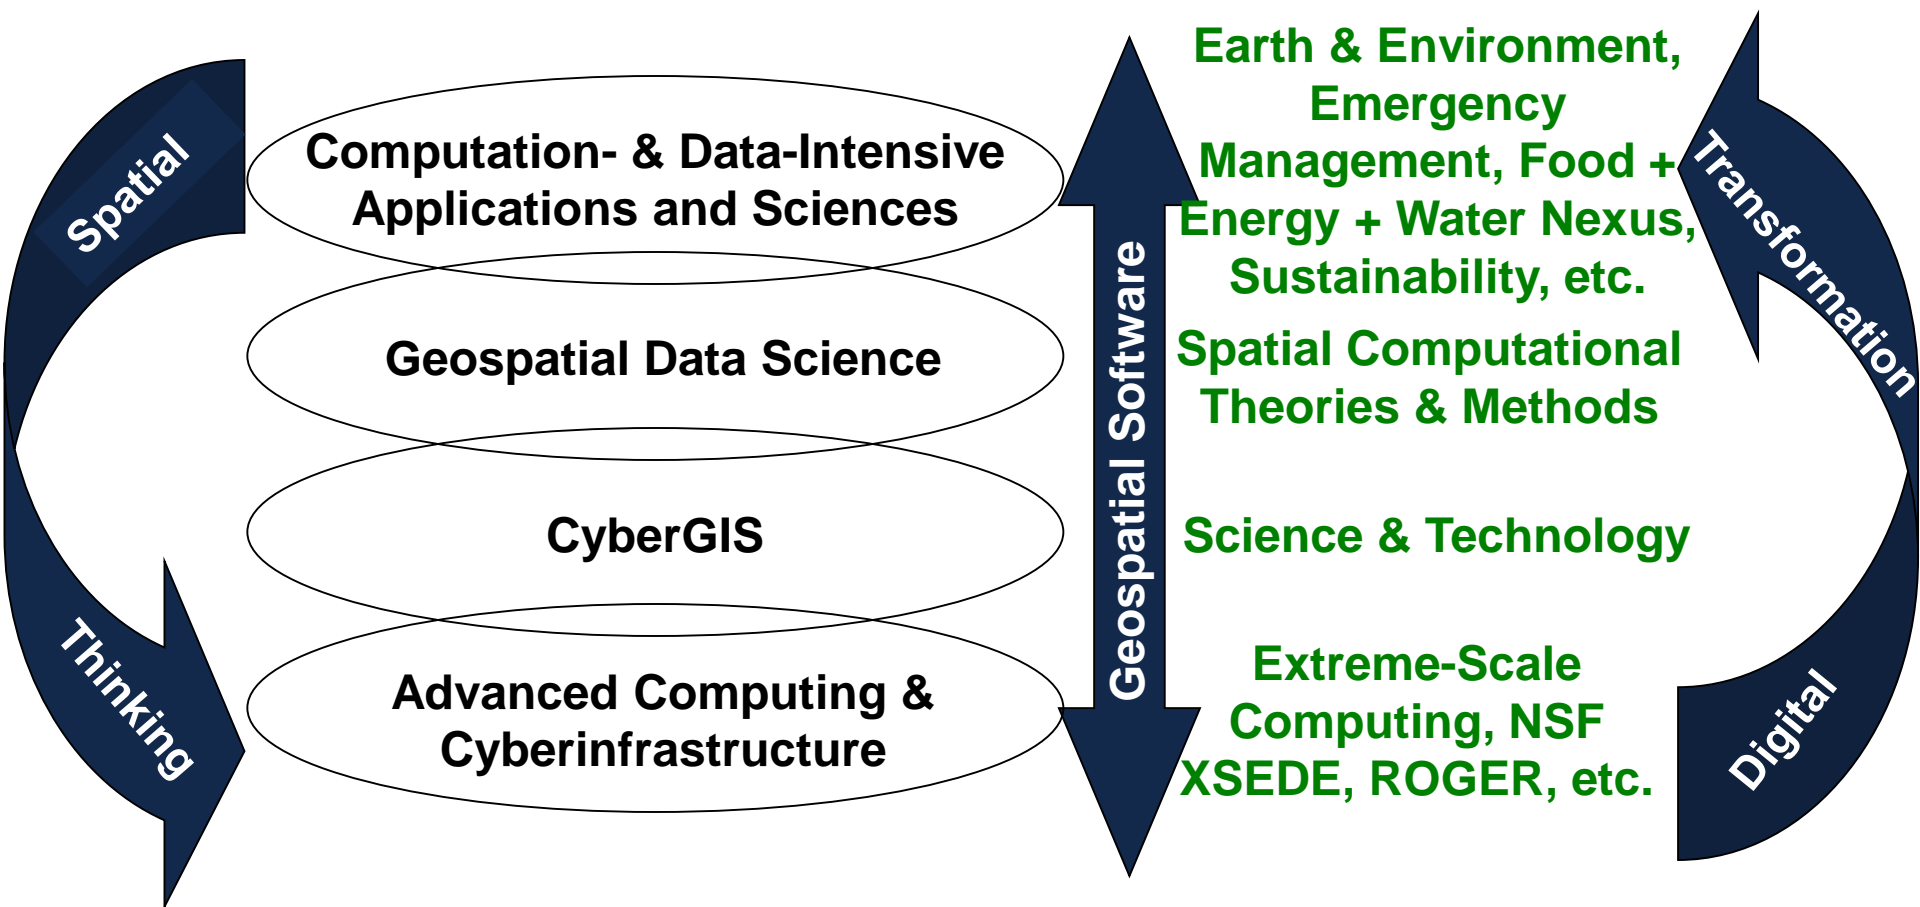 Spatial
Thinking
Computation- & Data-Intensive
Applications and Sciences
Geospatial Data Science
CyberGIS
Advanced Computing &
Cyberinfrastructure
Geospatial Software
Earth & Environment,
Emergency
Management, Food +
Energy + Water Nexus,
Sustainability, etc.
Spatial Computational
Theories & Methods
Science & Technology
Extreme-Scale
Computing, NSF
XSEDE, ROGER, etc.
Digital
Transformation